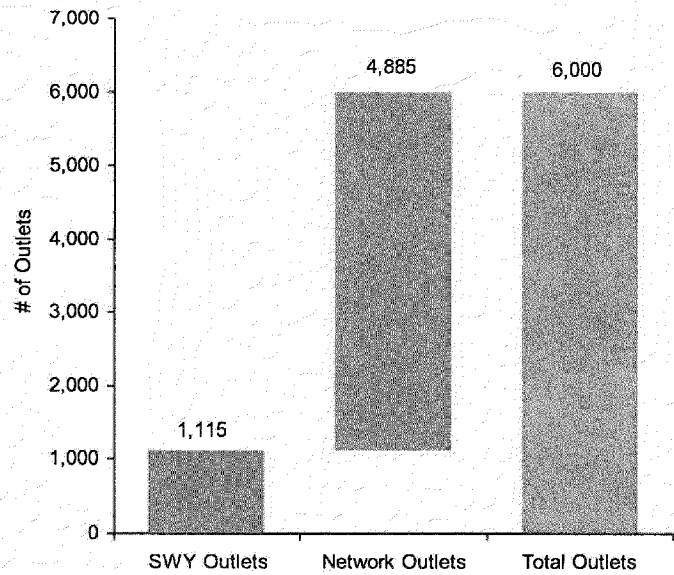 7,000
6,000
5,000
4,000
3,000
2,000
1,000
0
# of Outlets
1,115
4,885
6,000
SWY Outlets
Network Outlets
Total Outlets